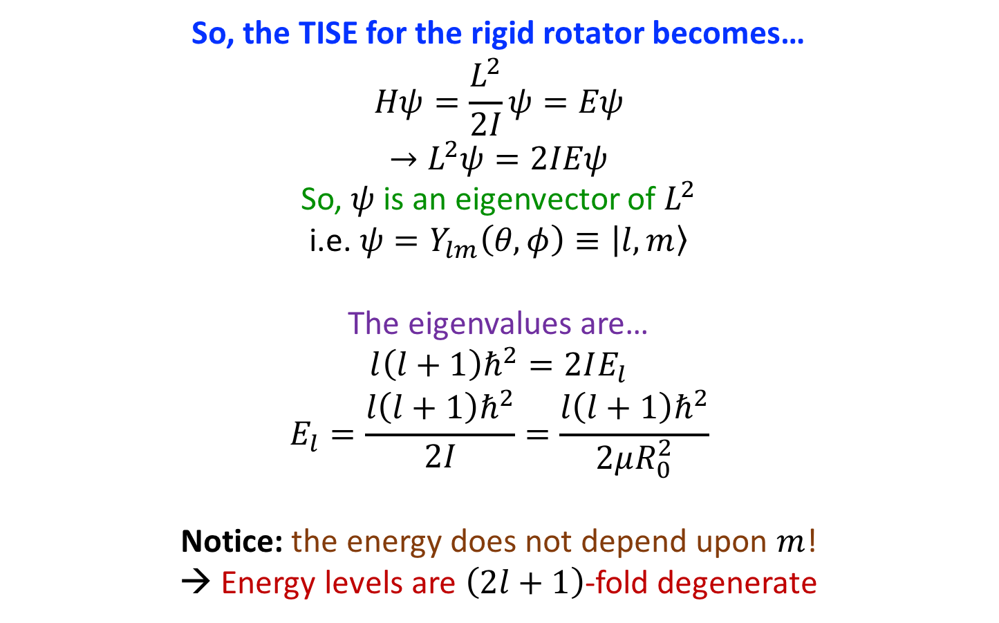 So, the TISE for the rigid rotator becomes…
$H\psi = \frac{L^2}{2I}\psi = E\psi$
$\rightarrow L^2\psi = 2IE\psi$
So, $\psi$ is an eigenvector of $L^2$
i.e. $\psi = Y_{lm}(\theta, \phi) \equiv |l, m\rangle$
The eigenvalues are…
$l(l + 1)\hbar^2 = 2IE_l$
$E_l = \frac{l(l + 1)\hbar^2}{2I} = \frac{l(l + 1)\hbar^2}{2\mu R_0^2}$
Notice: the energy does not depend upon $m$!
→ Energy levels are $(2l + 1)$-fold degenerate